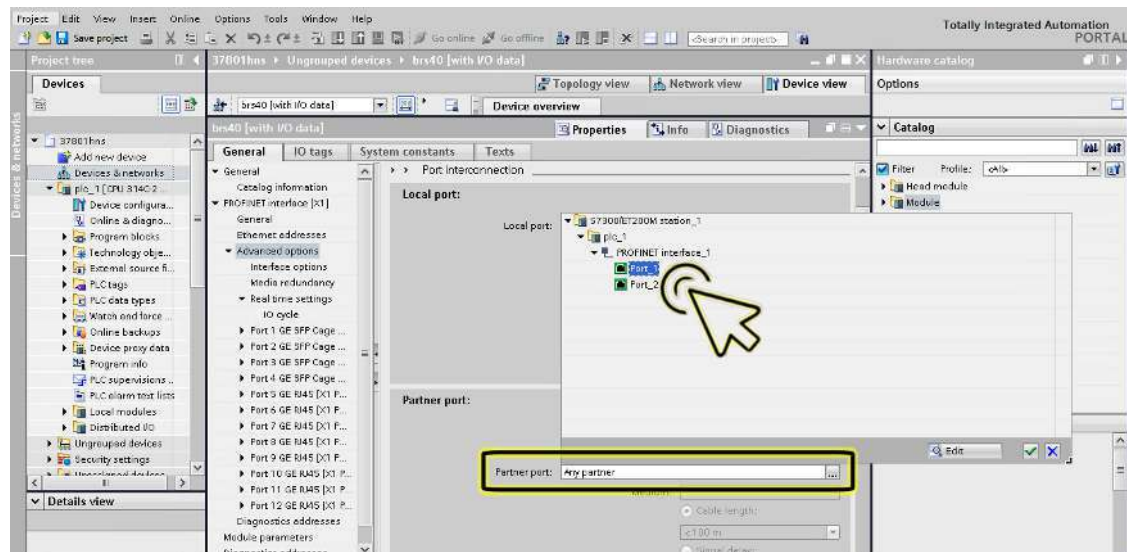 Project Edit View Insert Online Options Tools Window Help
Totally Integrated Automation
PORTAL
Save project
Go online
Go offline
<Search in project>
Project tree
37801hns
Ungrouped devices
brs40 [with I/O data]
Hardware catalog
Devices
Topology view
Network view
Device view
Options
brs40 [with I/O data]
Device overview
brs40 [with I/O data]
Properties
Info
Diagnostics
Catalog
General
IO tags
System constants
Texts
Filter
Profile:
<All>
Head module
Module
37801hns
Add new device
Devices & networks
plc_1 [CPU 314C-2 ...
Device configura...
Online & diagno...
Program blocks
Technology obje...
External source fi...
PLC tags
PLC data types
Watch and force ...
Online backups
Device proxy data
Program info
PLC supervisions ..
PLC alarm text lists
Local modules
Distributed I/O
Ungrouped devices
Security settings
Details view
Devices & networks
General
Catalog information
PROFINET interface [X1]
General
Ethernet addresses
Advanced options
Interface options
Media redundancy
Real time settings
IO cycle
Port 1 GE SFP Cage ...
Port 2 GE SFP Cage ...
Port 3 GE SFP Cage ...
Port 4 GE SFP Cage ...
Port 5 GE RJ45 [X1 P...
Port 6 GE RJ45 [X1 P...
Port 7 GE RJ45 [X1 P...
Port 8 GE RJ45 [X1 P...
Port 9 GE RJ45 [X1 P...
Port 10 GE RJ45 [X1 P...
Port 11 GE RJ45 [X1 P...
Port 12 GE RJ45 [X1 P...
Diagnostics addresses
Module parameters
Port interconnection
Local port:
Local port:
S7300/ET200M station_1
plc_1
PROFINET interface_1
Port_1
Port_2
Edit
Partner port:
Partner port:
Any partner
...
Cable length:
<100 m